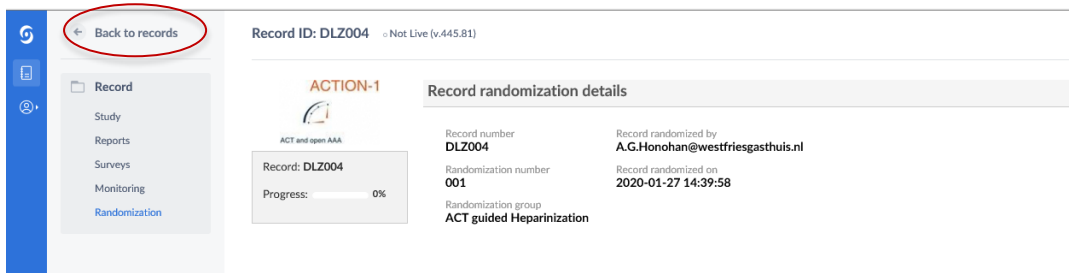 ← Back to records
Record ID: DLZ004 ○ Not Live (v.445.81)
Record
Study
Reports
Surveys
Monitoring
Randomization
ACTION-1
ACT and open AAA
Record: DLZ004
Progress: 0%
Record randomization details
Record number
DLZ004
Record randomized by
A.G.Honohan@westfriesgasthuis.nl
Randomization number
001
Record randomized on
2020-01-27 14:39:58
Randomization group
ACT guided Heparinization